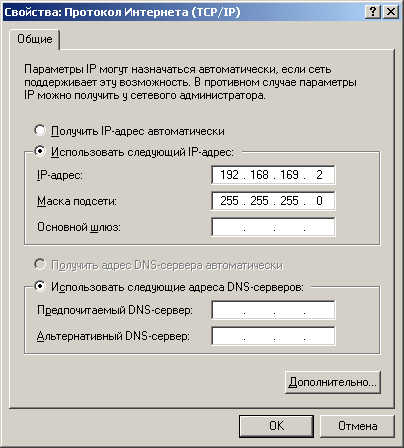 Свойства: Протокол Интернета (TCP/IP)
Общие
Параметры IP могут назначаться автоматически, если сеть
поддерживает эту возможность. В противном случае параметры
IP можно получить у сетевого администратора.
Получить IP-адрес автоматически
Использовать следующий IP-адрес:
IP-адрес: 192 . 168 . 169 . 2
Маска подсети: 255 . 255 . 255 . 0
Основной шлюз: . . .
Получить адрес DNS-сервера автоматически
Использовать следующие адреса DNS-серверов:
Предпочитаемый DNS-сервер: . . .
Альтернативный DNS-сервер: . . .
Дополнительно...
OK Отмена